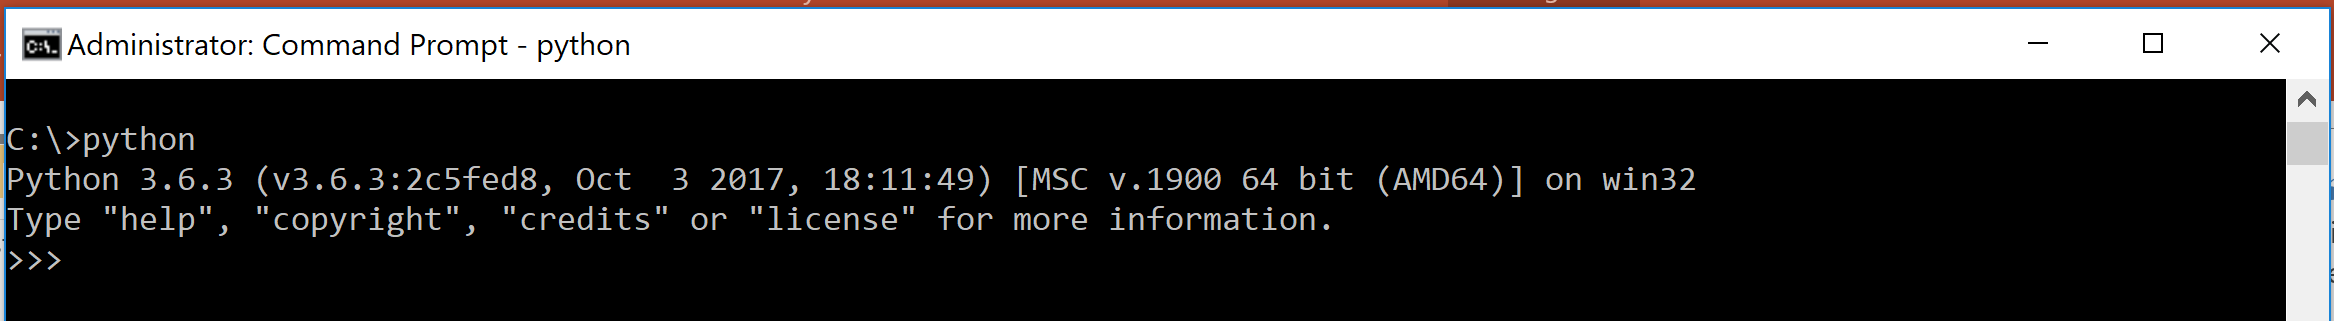 Administrator: Command Prompt - python
C:\>python
Python 3.6.3 (v3.6.3:2c5fed8, Oct  3 2017, 18:11:49) [MSC v.1900 64 bit (AMD64)] on win32
Type "help", "copyright", "credits" or "license" for more information.
>>>